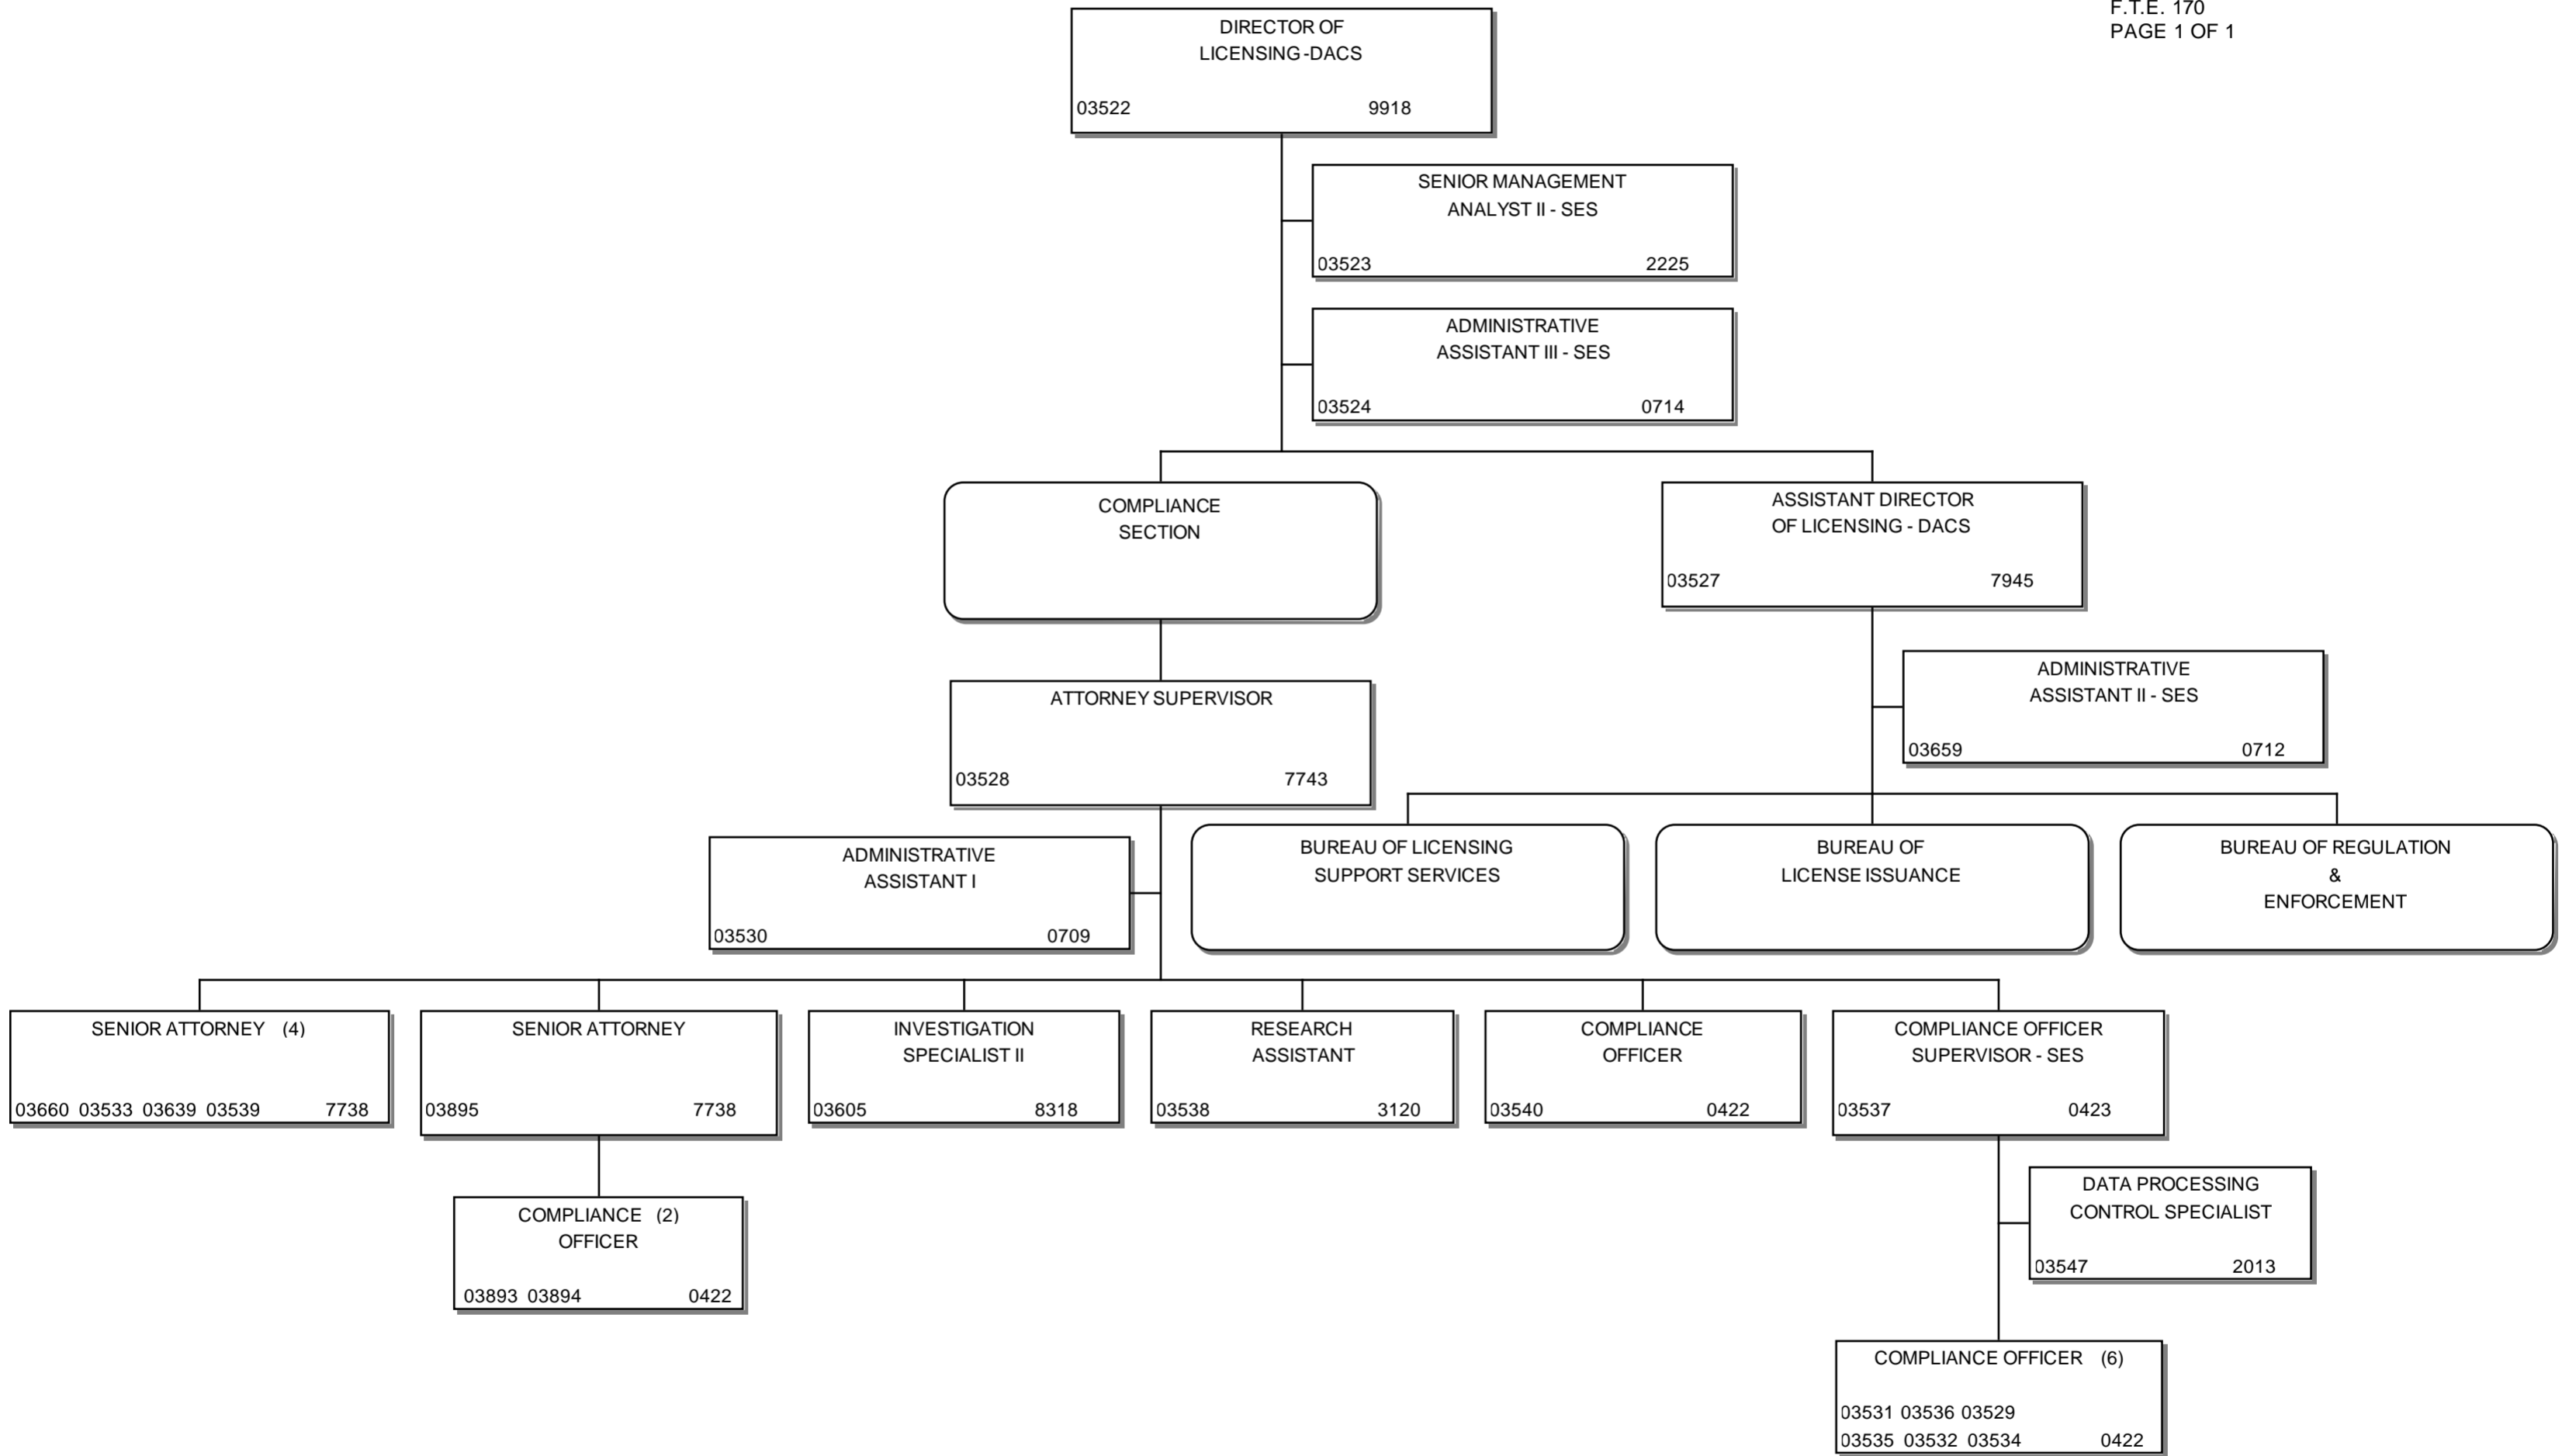 F.T.E. 170
PAGE 1 OF 1
DIRECTOR OF
LICENSING-DACS
03522 9918
SENIOR MANAGEMENT
ANALYST II - SES
03523 2225
ADMINISTRATIVE
ASSISTANT III - SES
03524 0714
COMPLIANCE
SECTION
ASSISTANT DIRECTOR
OF LICENSING - DACS
03527 7945
ATTORNEY SUPERVISOR
03528 7743
ADMINISTRATIVE
ASSISTANT II - SES
03659 0712
ADMINISTRATIVE
ASSISTANT I
03530 0709
BUREAU OF LICENSING
SUPPORT SERVICES
BUREAU OF
LICENSE ISSUANCE
BUREAU OF REGULATION
&
ENFORCEMENT
SENIOR ATTORNEY (4)
03660 03533 03639 03539 7738
SENIOR ATTORNEY
03895 7738
INVESTIGATION
SPECIALIST II
03605 8318
RESEARCH
ASSISTANT
03538 3120
COMPLIANCE
OFFICER
03540 0422
COMPLIANCE OFFICER
SUPERVISOR - SES
03537 0423
COMPLIANCE (2)
OFFICER
03893 03894 0422
DATA PROCESSING
CONTROL SPECIALIST
03547 2013
COMPLIANCE OFFICER (6)
03531 03536 03529
03535 03532 03534 0422